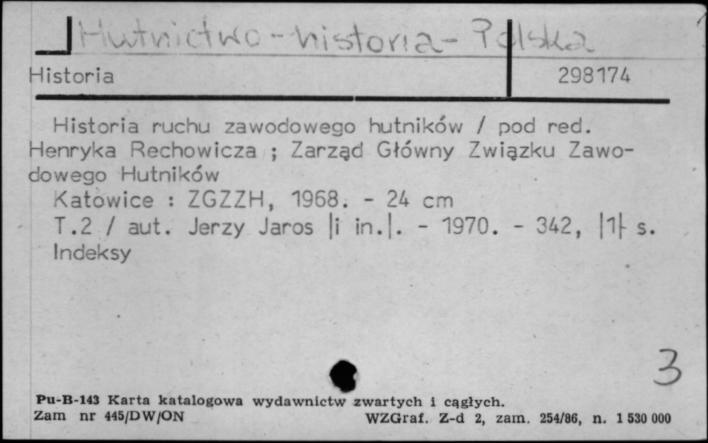 Hutnictwo - historia - Polska
Historia 298174
Historia ruchu zawodowego hutników / pod red.
Henryka Rechowicza ; Zarząd Główny Związku Zawo-
dowego Hutników
Katowice : ZGZZH, 1968. - 24 cm
T.2 / aut. Jerzy Jaros |i in.|. - 1970. - 342, |1| s.
Indeksy
3
Pu-B-143 Karta katalogowa wydawnictw zwartych i cągłych.
Zam nr 445/DW/ON WZGraf. Z-d 2, zam. 254/86, n. 1 530 000